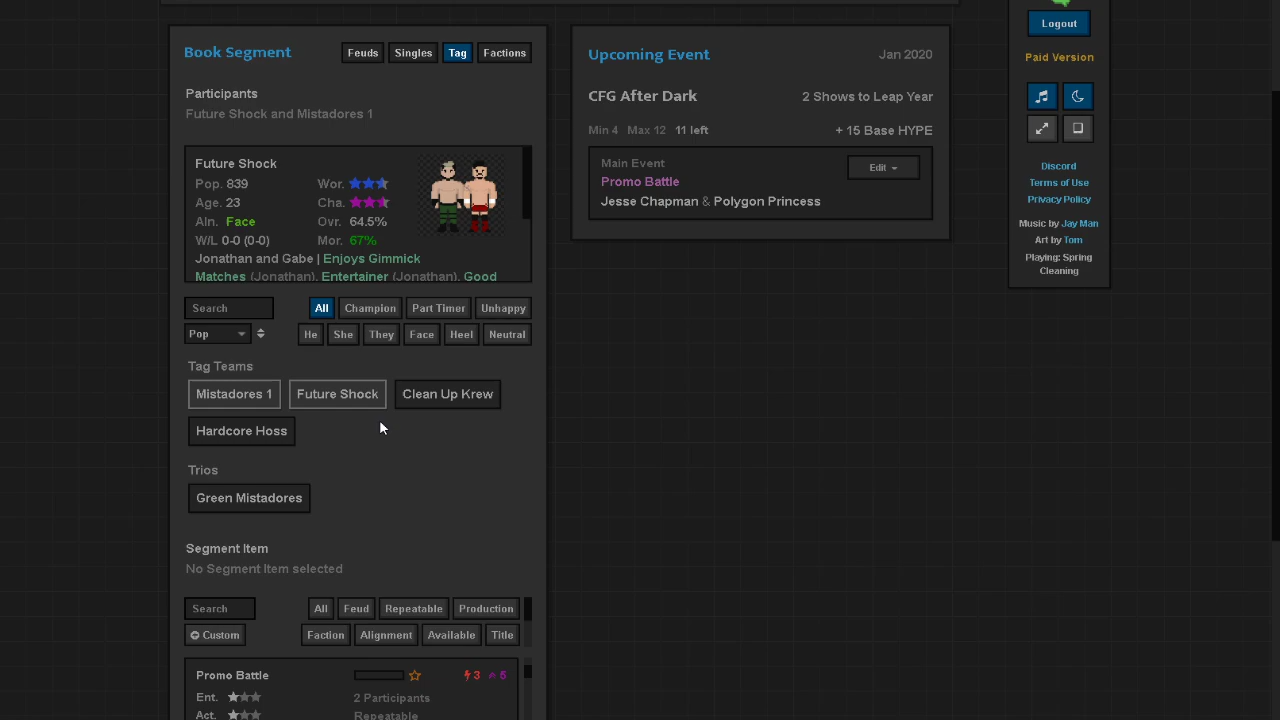 Book Segment
Feuds Singles Tag Factions
Participants
Future Shock and Mistadores 1
Future Shock
Pop. 839 Wor.
Age. 23 Cha.
Aln. Face Ovr. 64.5%
W/L 0-0 (0-0) Mor. 67%
Jonathan and Gabe | Enjoys Gimmick
Matches (Jonathan), Entertainer (Jonathan), Good
Search All Champion Part Timer Unhappy
Pop He She They Face Heel Neutral
Tag Teams
Mistadores 1 Future Shock Clean Up Krew
Hardcore Hoss
Trios
Green Mistadores
Segment Item
No Segment Item selected
Search All Feud Repeatable Production
Custom Faction Alignment Available Title
Promo Battle 3 5
Ent. 2 Participants
Act. Repeatable
Upcoming Event Jan 2020
CFG After Dark 2 Shows to Leap Year
Min 4 Max 12 11 left + 15 Base HYPE
Main Event Edit
Promo Battle
Jesse Chapman & Polygon Princess
Logout
Paid Version
Discord
Terms of Use
Privacy Policy
Music by Jay Man
Art by Tom
Playing: Spring
Cleaning